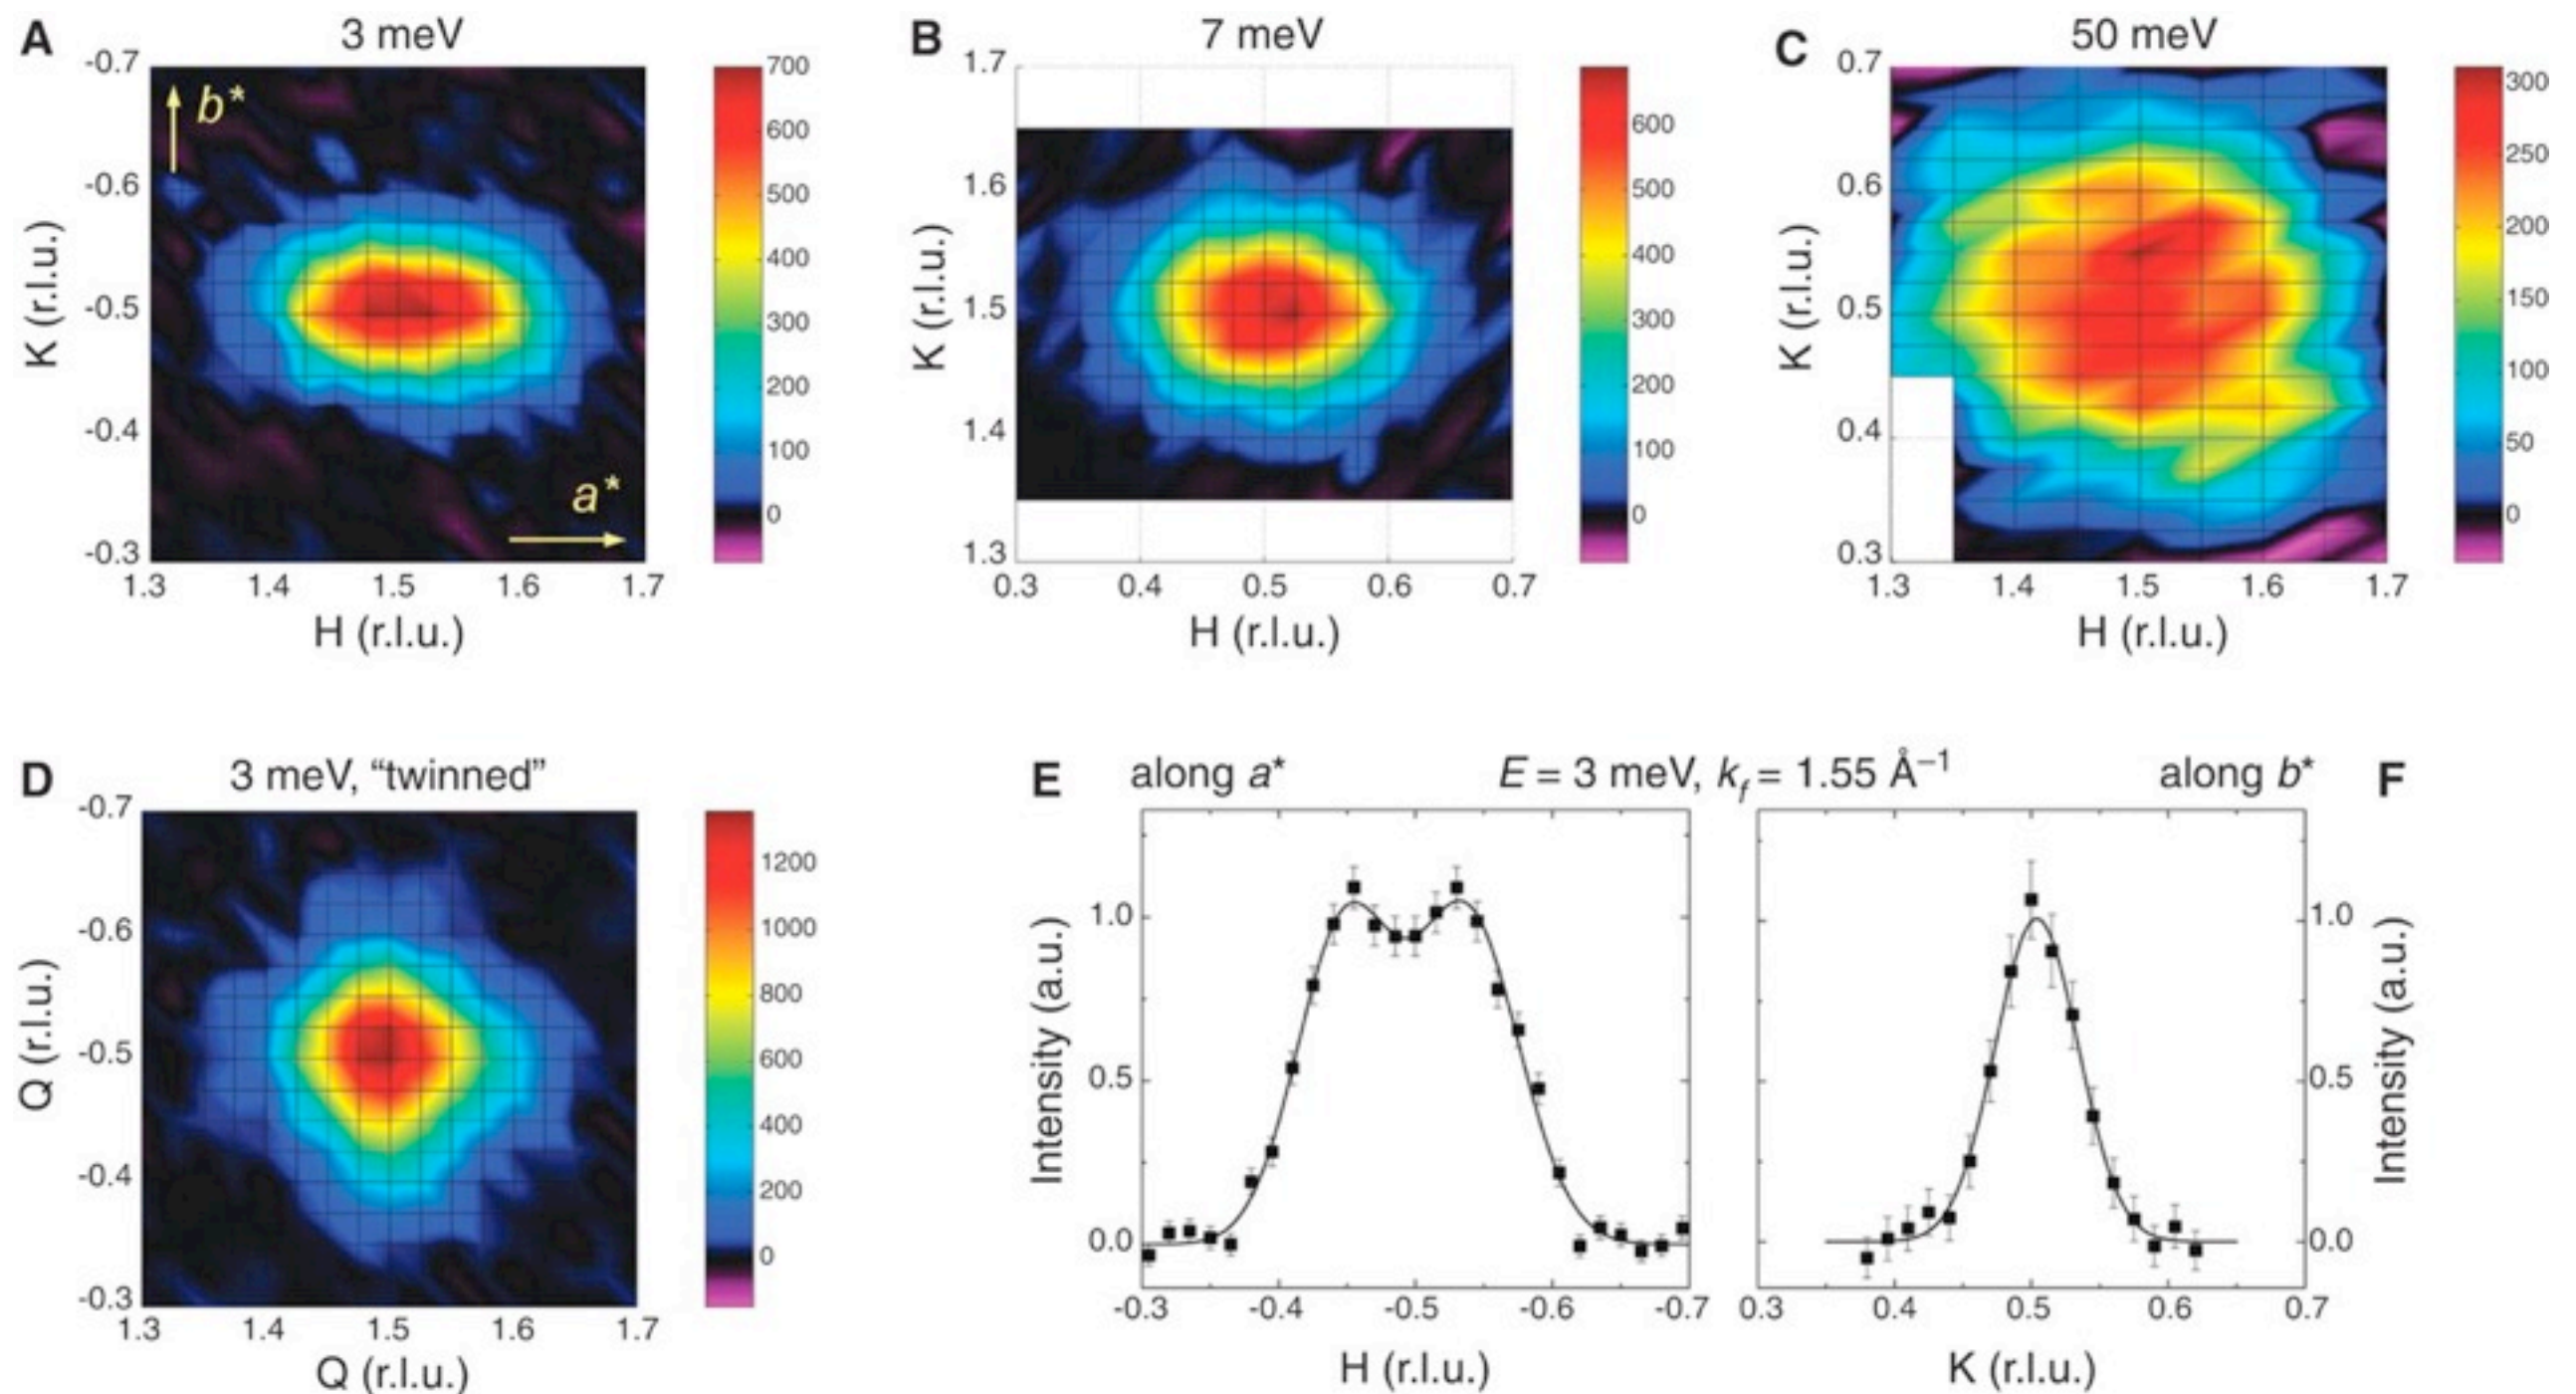 A
3 meV
-0.7
-0.6
-0.5
-0.4
-0.3
K (r.l.u.)
b*
a*
1.3 1.4 1.5 1.6 1.7
H (r.l.u.)
700
600
500
400
300
200
100
0
B
7 meV
1.7
1.6
1.5
1.4
1.3
K (r.l.u.)
0.3 0.4 0.5 0.6 0.7
H (r.l.u.)
600
500
400
300
200
100
0
C
50 meV
0.7
0.6
0.5
0.4
0.3
K (r.l.u.)
1.3 1.4 1.5 1.6 1.7
H (r.l.u.)
300
250
200
150
100
50
0
D
3 meV, “twinned”
-0.7
-0.6
-0.5
-0.4
-0.3
Q (r.l.u.)
1.3 1.4 1.5 1.6 1.7
Q (r.l.u.)
1200
1000
800
600
400
200
0
E along a* E = 3 meV, kf = 1.55 Å–1 along b* F
1.0
0.5
0.0
Intensity (a.u.)
-0.3 -0.4 -0.5 -0.6 -0.7
H (r.l.u.)
1.0
0.5
0.0
Intensity (a.u.)
0.3 0.4 0.5 0.6 0.7
K (r.l.u.)